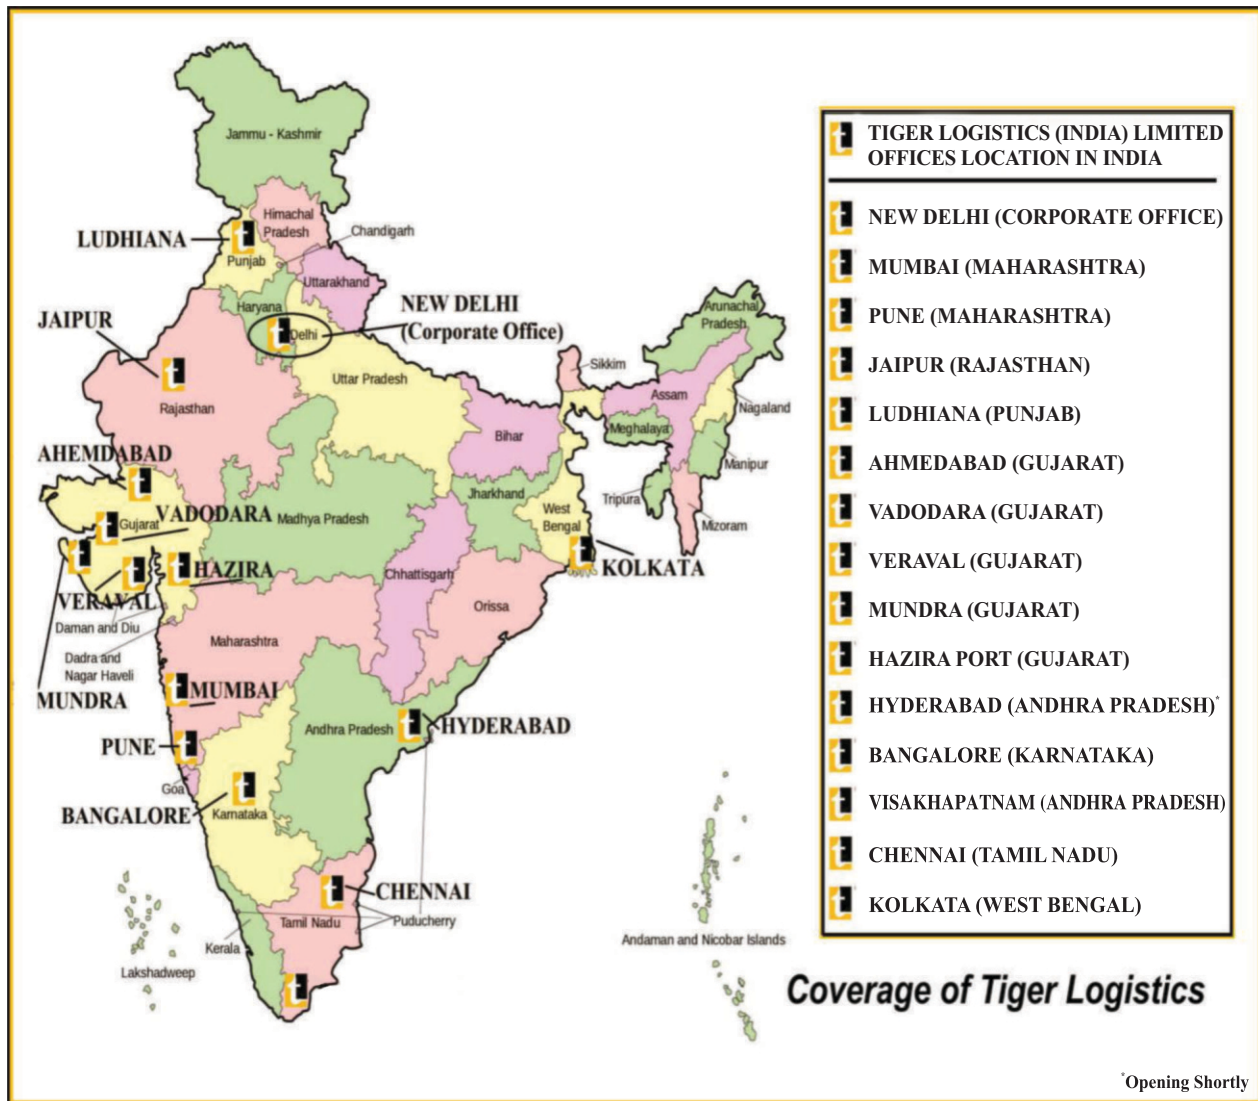 Jammu - Kashmir
Himachal
Pradesh
Chandigarh
LUDHIANA
Punjab
Uttarakhand
Haryana
NEW DELHI
(Corporate Office)
Delhi
JAIPUR
Rajasthan
Uttar Pradesh
Arunachal
Pradesh
Sikkim
Assam
Nagaland
Meghalaya
Manipur
Tripura
Mizoram
Bihar
Jharkhand
West
Bengal
KOLKATA
AHEMDABAD
Gujarat
VADODARA
Madhya Pradesh
HAZIRA
Chhattisgarh
VERAVAL
Daman and Diu
Orissa
Maharashtra
Dadra and
Nagar Haveli
MUNDRA
MUMBAI
Andhra Pradesh
HYDERABAD
PUNE
Goa
BANGALORE
Karnataka
CHENNAI
Tamil Nadu
Puducherry
Kerala
Lakshadweep
Andaman and Nicobar Islands
t TIGER LOGISTICS (INDIA) LIMITED
OFFICES LOCATION IN INDIA
t NEW DELHI (CORPORATE OFFICE)
t MUMBAI (MAHARASHTRA)
t PUNE (MAHARASHTRA)
t JAIPUR (RAJASTHAN)
t LUDHIANA (PUNJAB)
t AHMEDABAD (GUJARAT)
t VADODARA (GUJARAT)
t VERAVAL (GUJARAT)
t MUNDRA (GUJARAT)
t HAZIRA PORT (GUJARAT)
t HYDERABAD (ANDHRA PRADESH)*
t BANGALORE (KARNATAKA)
t VISAKHAPATNAM (ANDHRA PRADESH)
t CHENNAI (TAMIL NADU)
t KOLKATA (WEST BENGAL)
Coverage of Tiger Logistics
*Opening Shortly